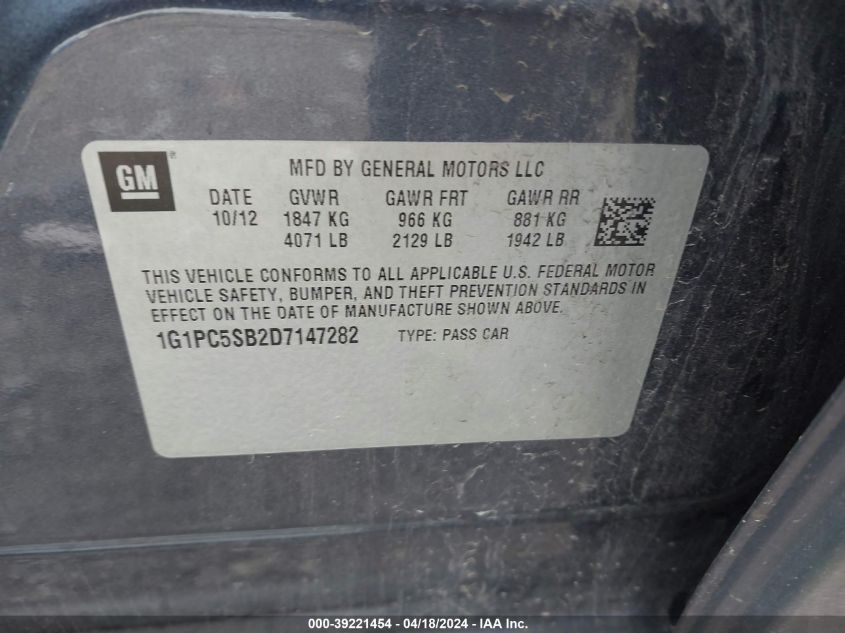 GM
MFD BY GENERAL MOTORS LLC
DATE GVWR GAWR FRT GAWR RR
10/12 1847 KG 966 KG 881 KG
4071 LB 2129 LB 1942 LB
THIS VEHICLE CONFORMS TO ALL APPLICABLE U.S. FEDERAL MOTOR
VEHICLE SAFETY, BUMPER, AND THEFT PREVENTION STANDARDS IN
EFFECT ON THE DATE OF MANUFACTURE SHOWN ABOVE.
1G1PC5SB2D7147282 TYPE: PASS CAR
000-39221454 - 04/18/2024 - IAA Inc.